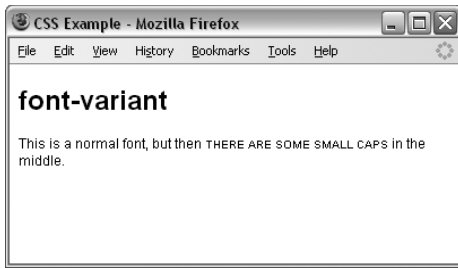 CSS Example - Mozilla Firefox
File Edit View History Bookmarks Tools Help
font-variant
This is a normal font, but then THERE ARE SOME SMALL CAPS in the
middle.